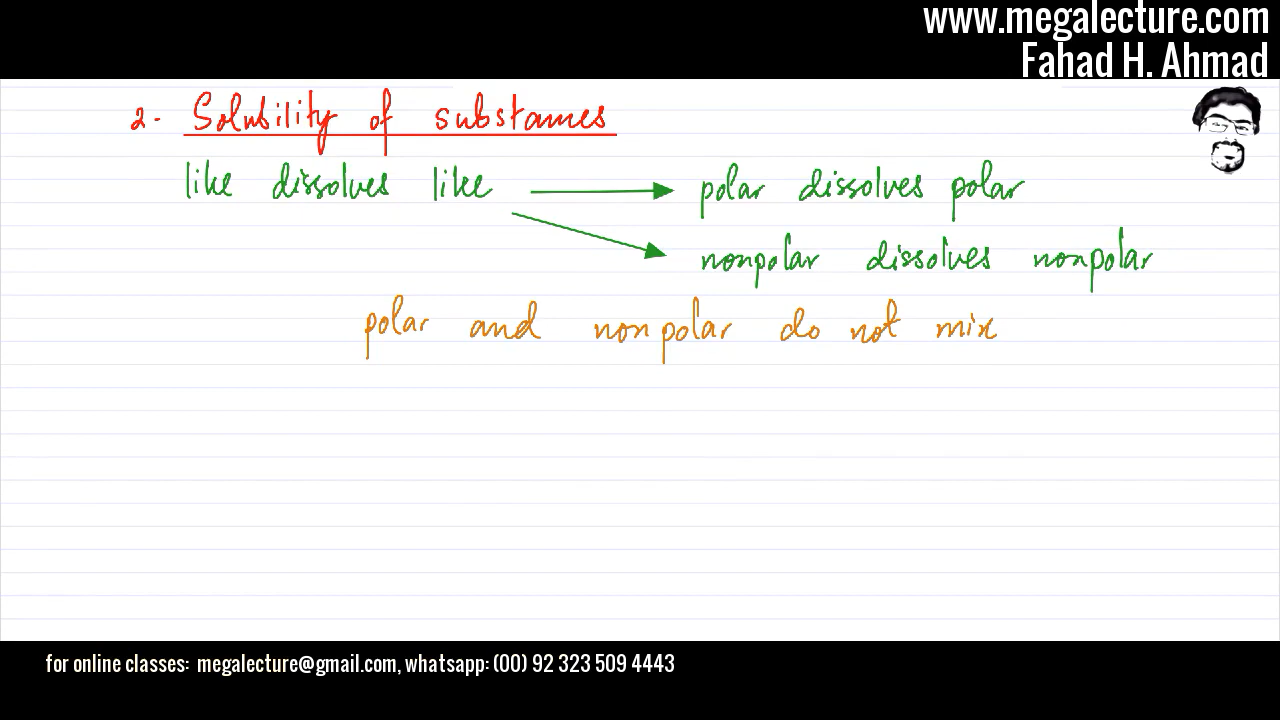 www.megalecture.com
Fahad H. Ahmad
2. Solubility of substances
like dissolves like → polar dissolves polar
nonpolar dissolves nonpolar
polar and nonpolar do not mix
for online classes: megalecture@gmail.com, whatsapp: (00) 92 323 509 4443